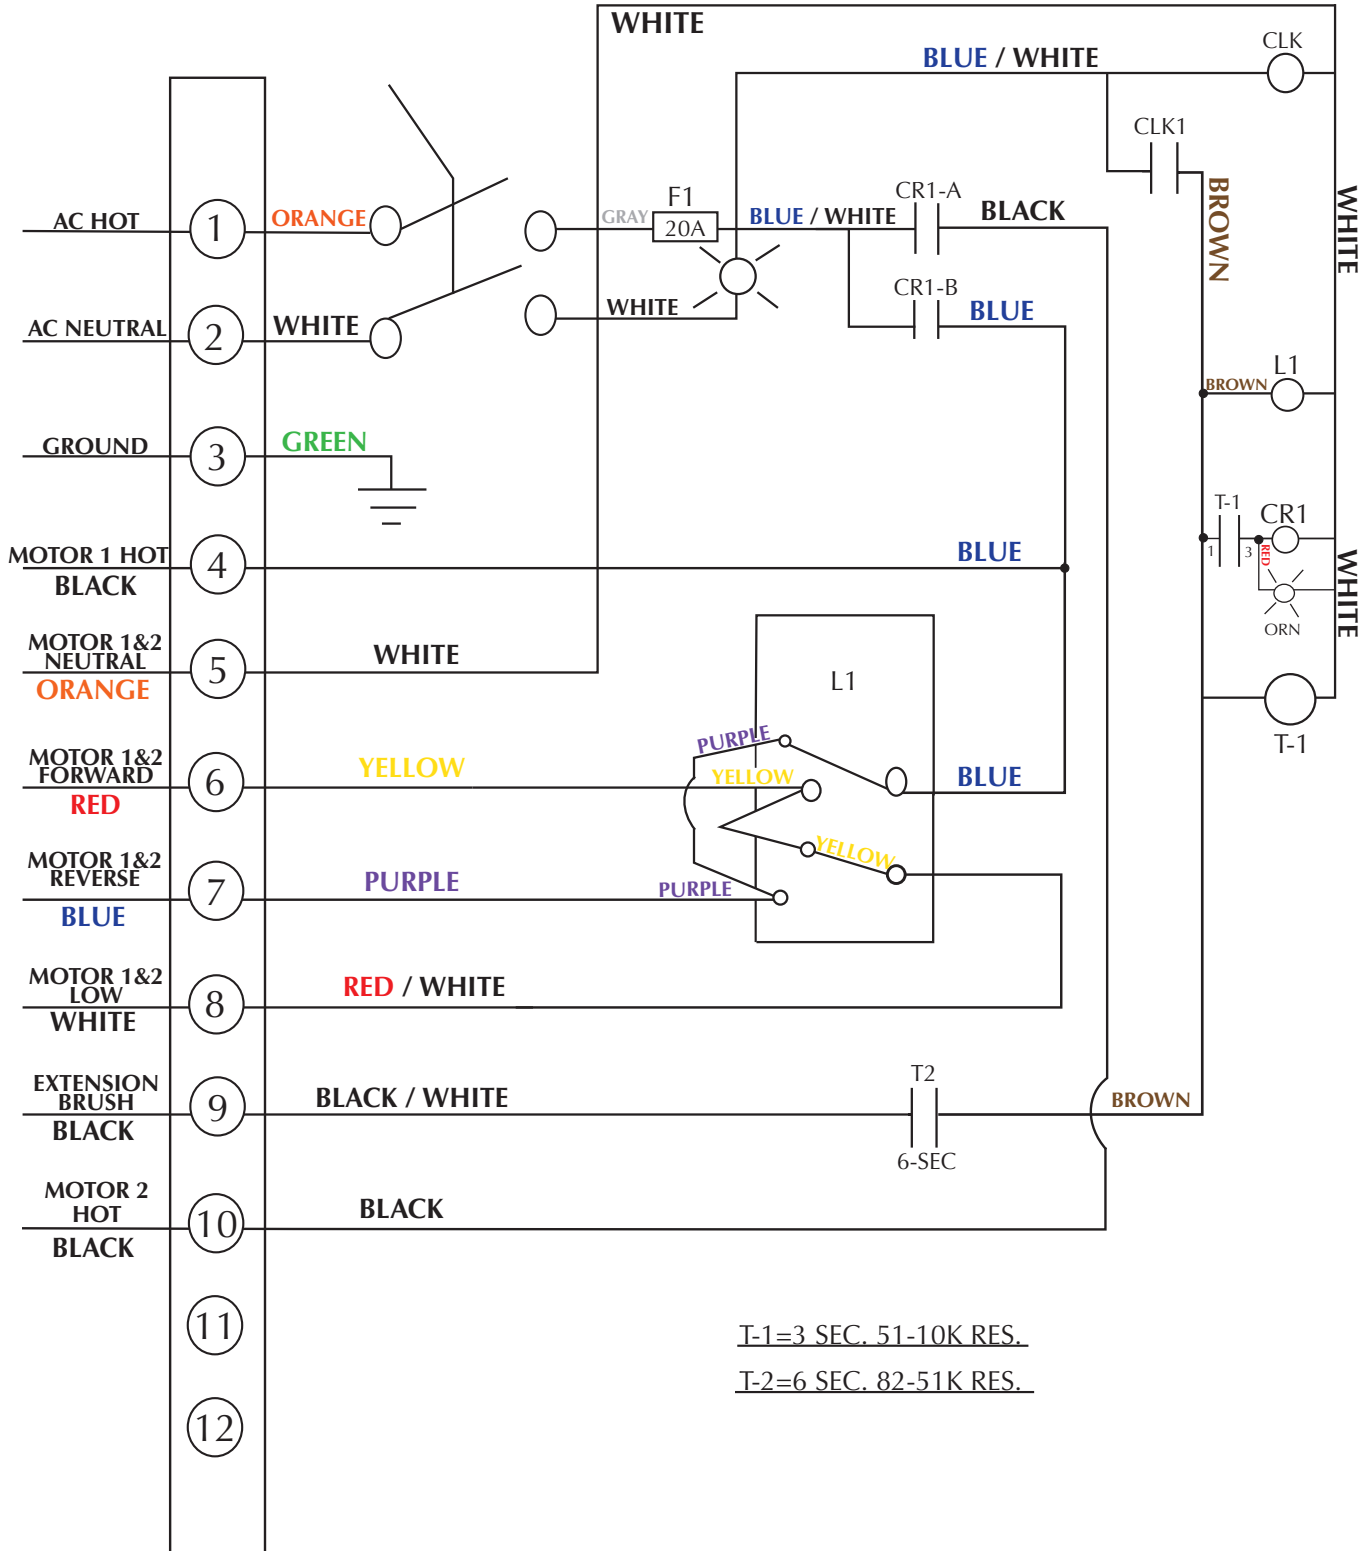 WHITE
CLK
BLUE / WHITE
CLK1
BROWN
WHITE
AC HOT
1
ORANGE
GRAY
F1
20A
BLUE / WHITE
CR1-A
BLACK
CR1-B
BLUE
AC NEUTRAL
2
WHITE
WHITE
L1
BROWN
GROUND
3
GREEN
T-1
1
3
RED
CR1
ORN
WHITE
MOTOR 1 HOT
BLACK
4
BLUE
MOTOR 1&2
NEUTRAL
ORANGE
5
WHITE
L1
T-1
MOTOR 1&2
FORWARD
RED
6
YELLOW
PURPLE
YELLOW
BLUE
YELLOW
MOTOR 1&2
REVERSE
BLUE
7
PURPLE
PURPLE
MOTOR 1&2
LOW
WHITE
8
RED / WHITE
EXTENSION
BRUSH
BLACK
9
BLACK / WHITE
T2
6-SEC
BROWN
MOTOR 2
HOT
BLACK
10
BLACK
11
12
T-1=3 SEC. 51-10K RES.
T-2=6 SEC. 82-51K RES.